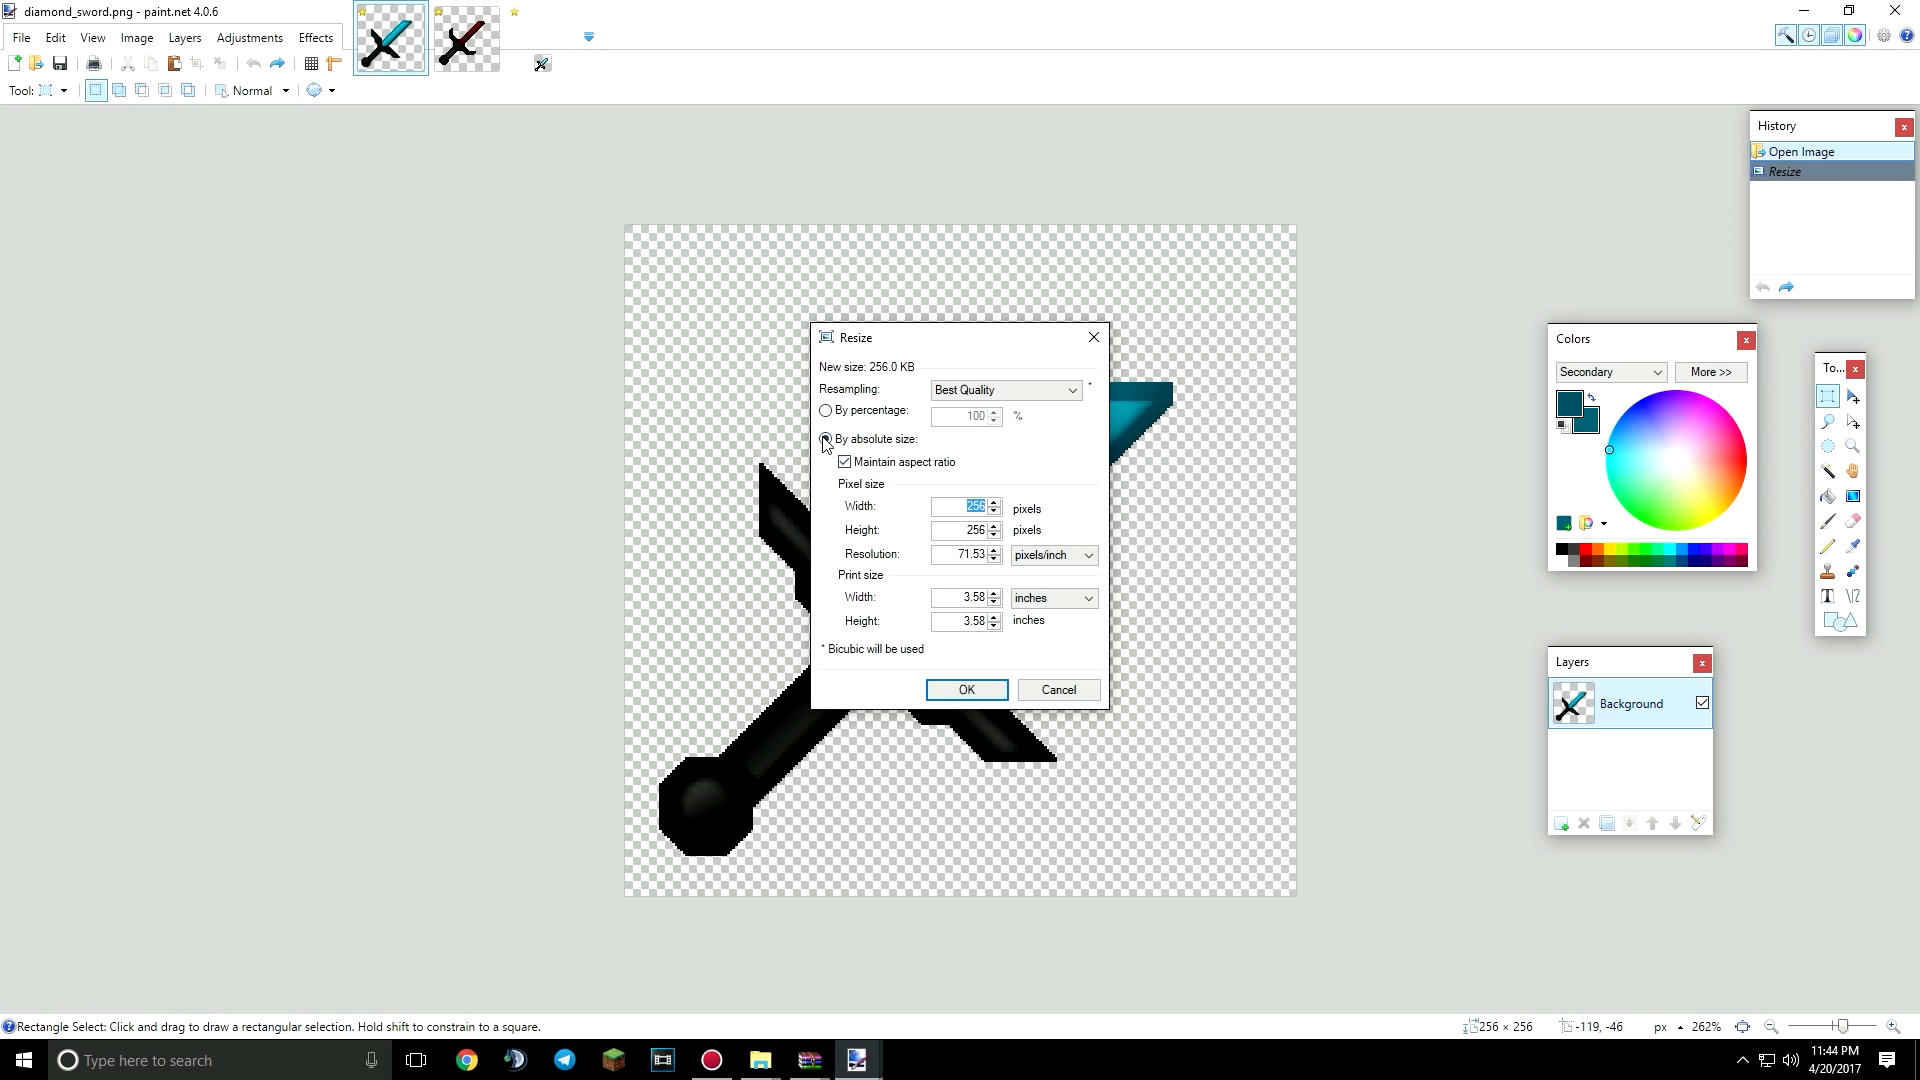 diamond_sword.png - paint.net 4.0.6
File Edit View Image Layers Adjustments Effects
Tool: Normal
History
Open Image
Resize
Resize
New size: 256.0 KB
Resampling: Best Quality *
By percentage: 100 %
By absolute size:
Maintain aspect ratio
Pixel size
Width: 256 pixels
Height: 256 pixels
Resolution: 71.53 pixels/inch
Print size
Width: 3.58 inches
Height: 3.58 inches
* Bicubic will be used
OK Cancel
Colors
Secondary More >>
To...
Layers
Background
Rectangle Select: Click and drag to draw a rectangular selection. Hold shift to constrain to a square.
256 × 256 -119, -46 px 262%
Type here to search
11:44 PM
4/20/2017